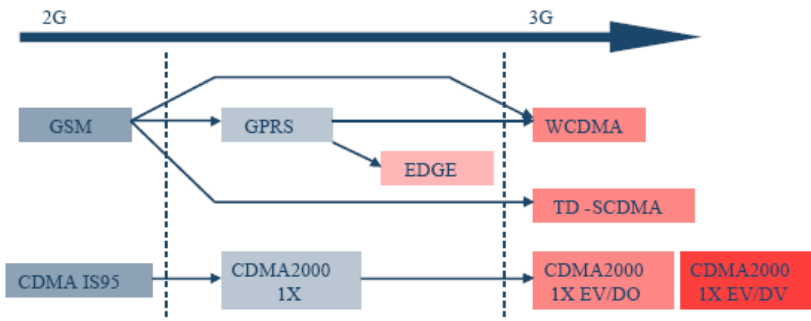 2G
3G
GSM
GPRS
WCDMA
EDGE
TD -SCDMA
CDMA IS95
CDMA2000
1X
CDMA2000
1X EV/DO
CDMA2000
1X EV/DV